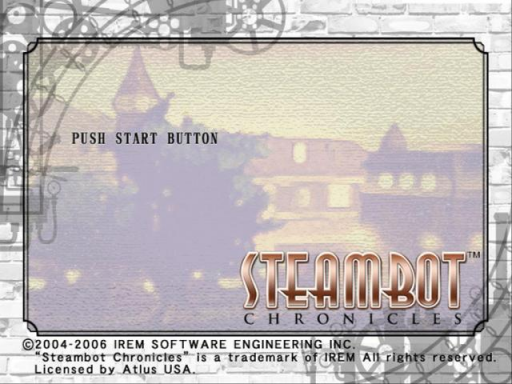 PUSH START BUTTON
STEAMBOT™
CHRONICLES
©2004-2006 IREM SOFTWARE ENGINEERING INC.
"Steambot Chronicles" is a trademark of IREM All rights reserved.
Licensed by Atlus USA.